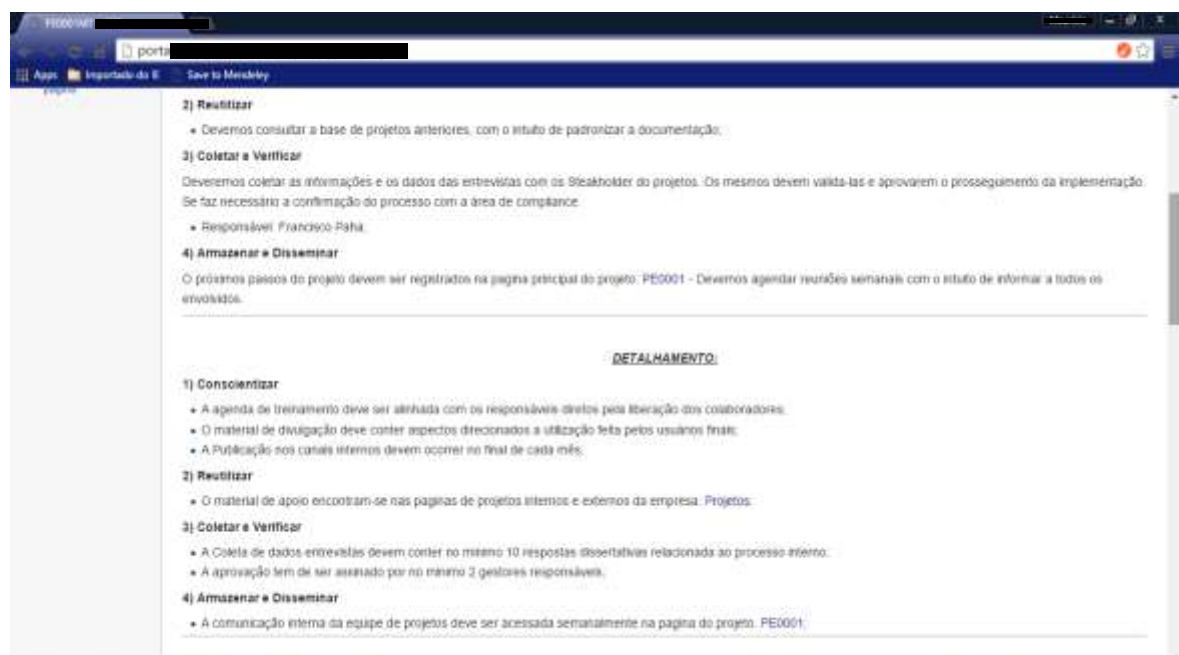 PE0001
porta
Apps Importado do IE Save to Mendeley
pagina
2) Reutilizar
• Devemos consultar a base de projetos anteriores, com o intuito de padronizar a documentação;
3) Coletar e Verificar
Deveremos coletar as informações e os dados das entrevistas com os Steakholder do projetos. Os mesmos devem valida-las e aprovarem o prosseguimento da implementação.
Se faz necessário a confirmação do processo com a área de compliance
• Responsável: Francisco Paha;
4) Armazenar e Disseminar
O próximos passos do projeto devem ser registrados na pagina principal do projeto: PE0001 - Devemos agendar reuniões semanais com o intuito de informar a todos os
envolvidos.
DETALHAMENTO:
1) Conscientizar
• A agenda de treinamento deve ser alinhada com os responsáveis diretos pela liberação dos colaboradores;
• O material de divulgação deve conter aspectos direcionados a utilização feita pelos usuários finais;
• A Publicação nos canais internos devem ocorrer no final de cada mês;
2) Reutilizar
• O material de apoio encontram-se nas paginas de projetos internos e externos da empresa: Projetos;
3) Coletar e Verificar
• A Coleta de dados entrevistas devem conter no minimo 10 respostas dissertativas relacionada ao processo interno;
• A aprovação tem de ser assinado por no minimo 2 gestores responsáveis;
4) Armazenar e Disseminar
• A comunicação interna da equipe de projetos deve ser acessada semanalmente na pagina do projeto: PE0001;